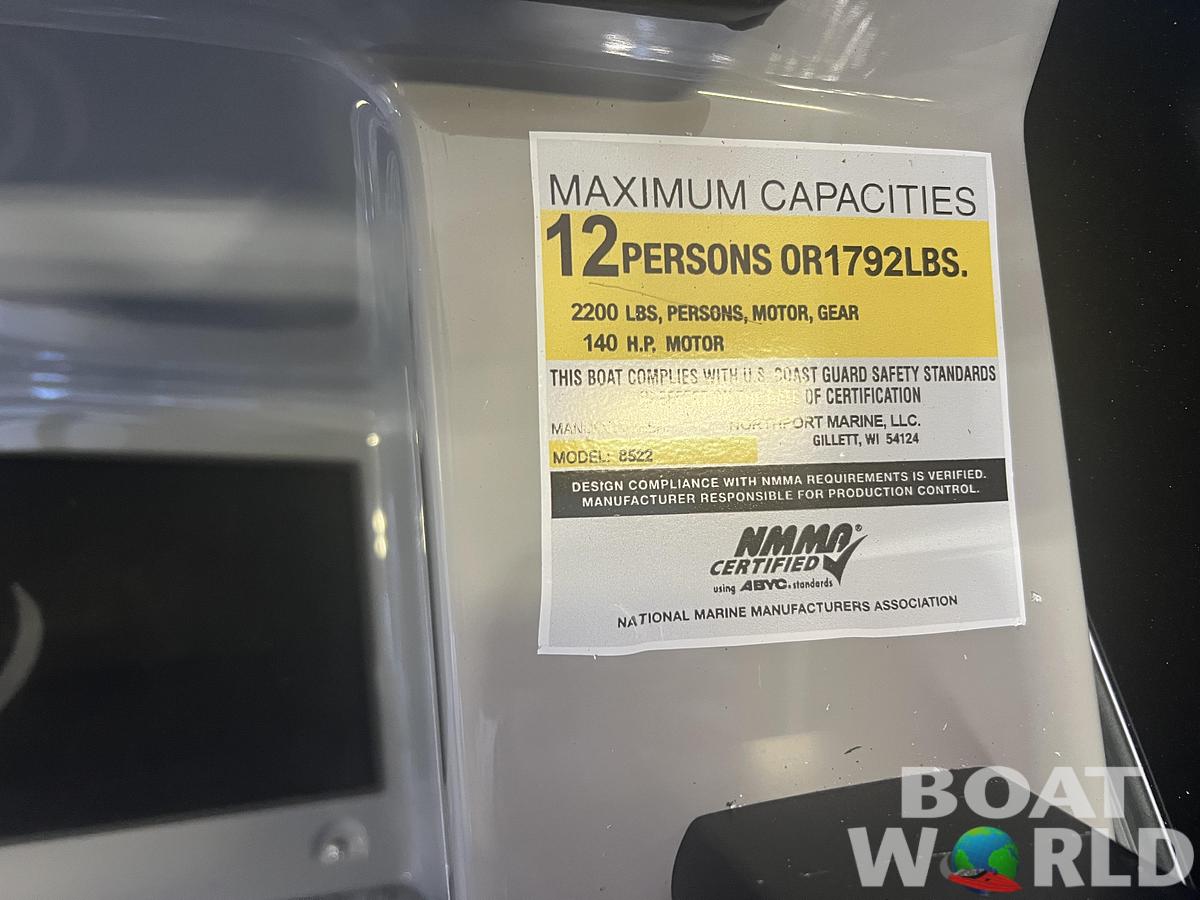 MAXIMUM CAPACITIES
12 PERSONS OR 1792 LBS.
2200 LBS, PERSONS, MOTOR, GEAR
140 H.P. MOTOR
THIS BOAT COMPLIES WITH U.S. COAST GUARD SAFETY STANDARDS
OF CERTIFICATION
NORTHPORT MARINE, LLC.
GILLETT, WI 54124
MODEL: 8522
DESIGN COMPLIANCE WITH NMMA REQUIREMENTS IS VERIFIED.
MANUFACTURER RESPONSIBLE FOR PRODUCTION CONTROL.
NMMA®
CERTIFIED
using ABYC standards
NATIONAL MARINE MANUFACTURERS ASSOCIATION
BOAT
WORLD